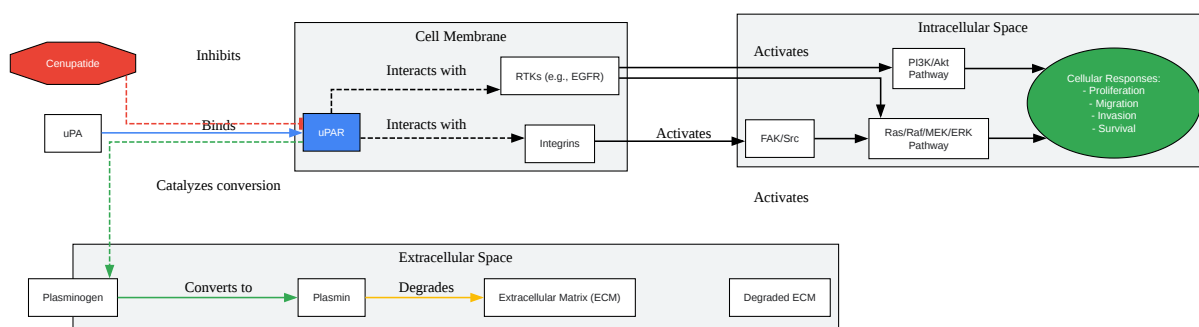 Cell Membrane
Intracellular Space
Cenupatide
Inhibits
Interacts with
RTKs (e.g., EGFR)
Activates
PI3K/Akt
Pathway
Cellular Responses:
- Proliferation
- Migration
- Invasion
- Survival
uPA
Binds
uPAR
Interacts with
Integrins
Activates
FAK/Src
Ras/Raf/MEK/ERK
Pathway
Catalyzes conversion
Activates
Extracellular Space
Plasminogen
Converts to
Plasmin
Degrades
Extracellular Matrix (ECM)
Degraded ECM